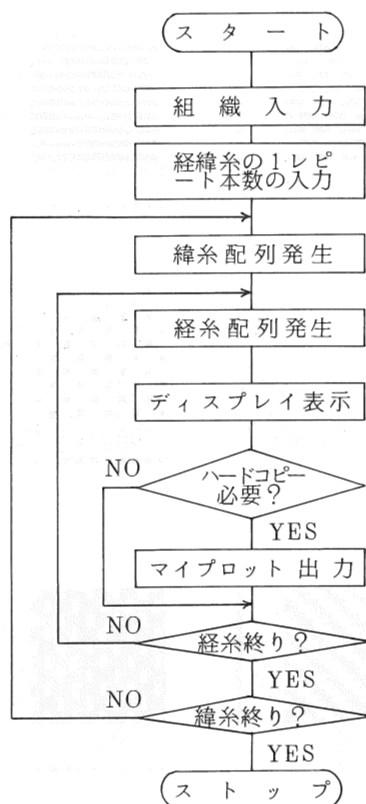 スタート
組織入力
経緯糸の1レピ
ート本数の入力
緯糸配列発生
経糸配列発生
ディスプレイ表示
NO
ハードコピー
必要？
YES
マイプロット出力
NO
経糸終り？
YES
NO
緯糸終り？
YES
ストップ